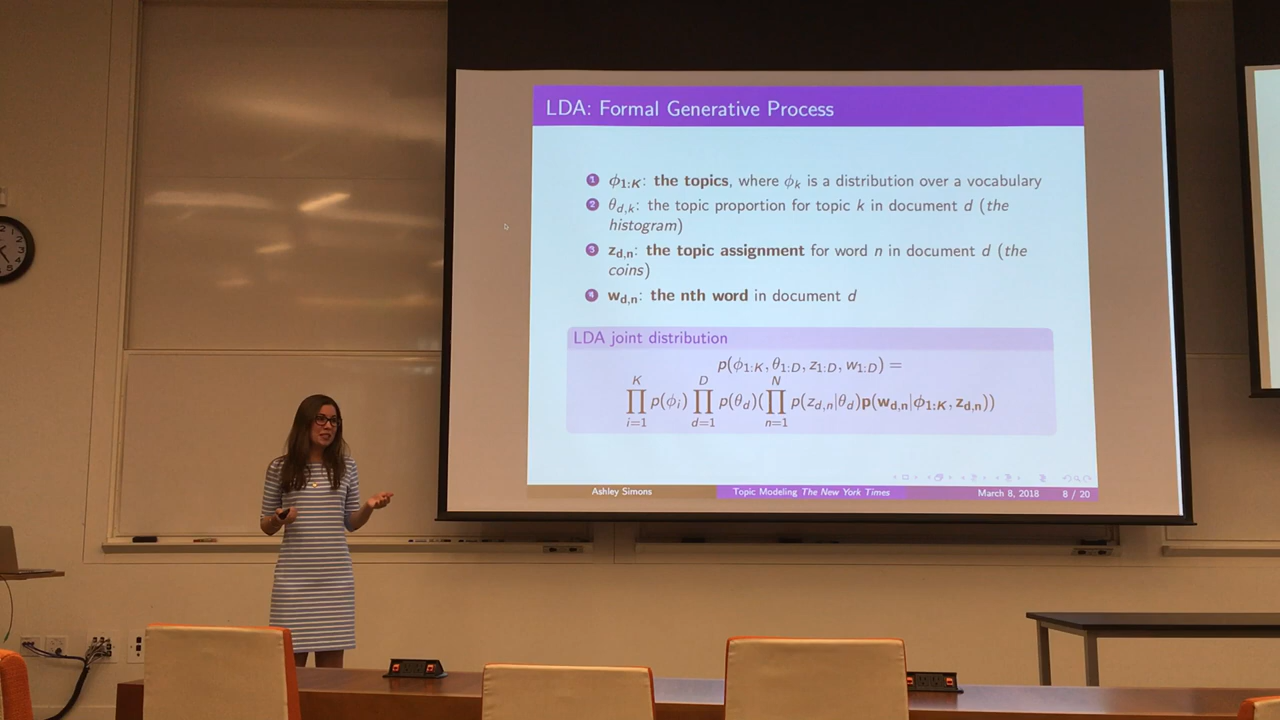 LDA: Formal Generative Process
1 ϕ1:K: the topics, where ϕk is a distribution over a vocabulary
2 θd,k: the topic proportion for topic k in document d (the
histogram)
3 zd,n: the topic assignment for word n in document d (the
coins)
4 wd,n: the nth word in document d
LDA joint distribution
p(ϕ1:K, θ1:D, z1:D, w1:D) =
∏i=1K p(ϕi) ∏d=1D p(θd)(∏n=1N p(zd,n|θd)p(wd,n|ϕ1:K, zd,n))
Ashley Simons Topic Modeling The New York Times March 8, 2018 8 / 20